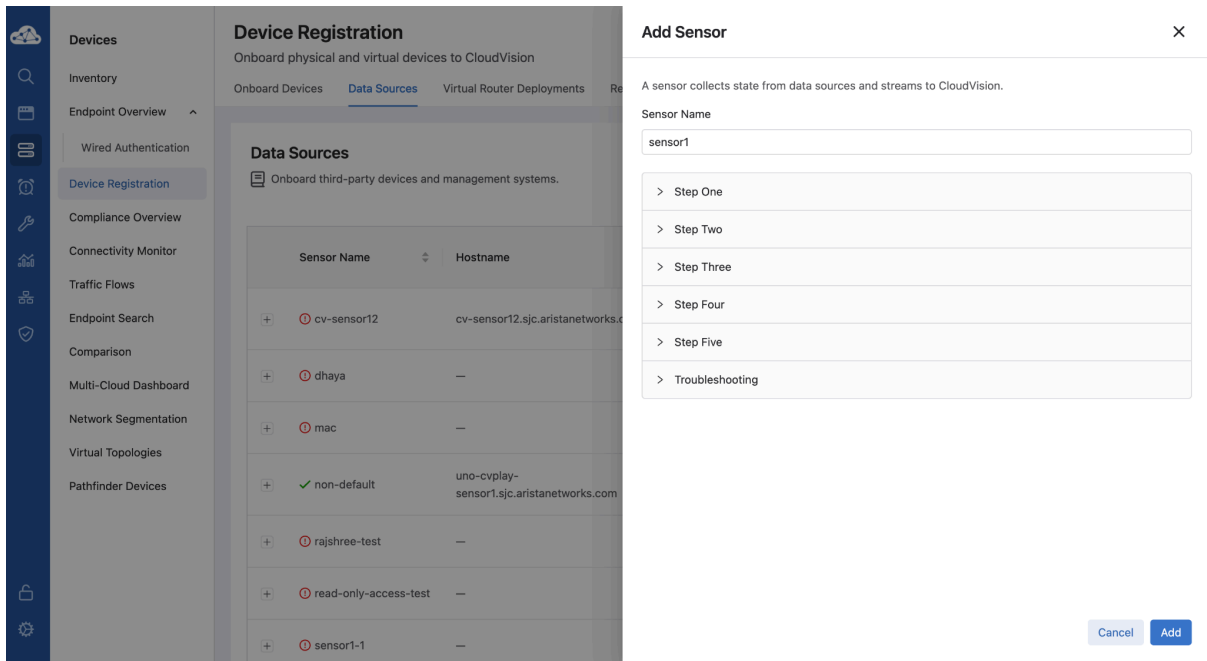 Devices
Inventory
Endpoint Overview
Wired Authentication
Device Registration
Compliance Overview
Connectivity Monitor
Traffic Flows
Endpoint Search
Comparison
Multi-Cloud Dashboard
Network Segmentation
Virtual Topologies
Pathfinder Devices
Device Registration
Onboard physical and virtual devices to CloudVision
Onboard Devices Data Sources Virtual Router Deployments Re
Data Sources
Onboard third-party devices and management systems.
Sensor Name Hostname
cv-sensor12 cv-sensor12.sjc.aristanetworks.c
dhaya —
mac —
non-default uno-cvplay-
sensor1.sjc.aristanetworks.com
rajshree-test —
read-only-access-test —
sensor1-1 —
Add Sensor
A sensor collects state from data sources and streams to CloudVision.
Sensor Name
sensor1
Step One
Step Two
Step Three
Step Four
Step Five
Troubleshooting
Cancel Add